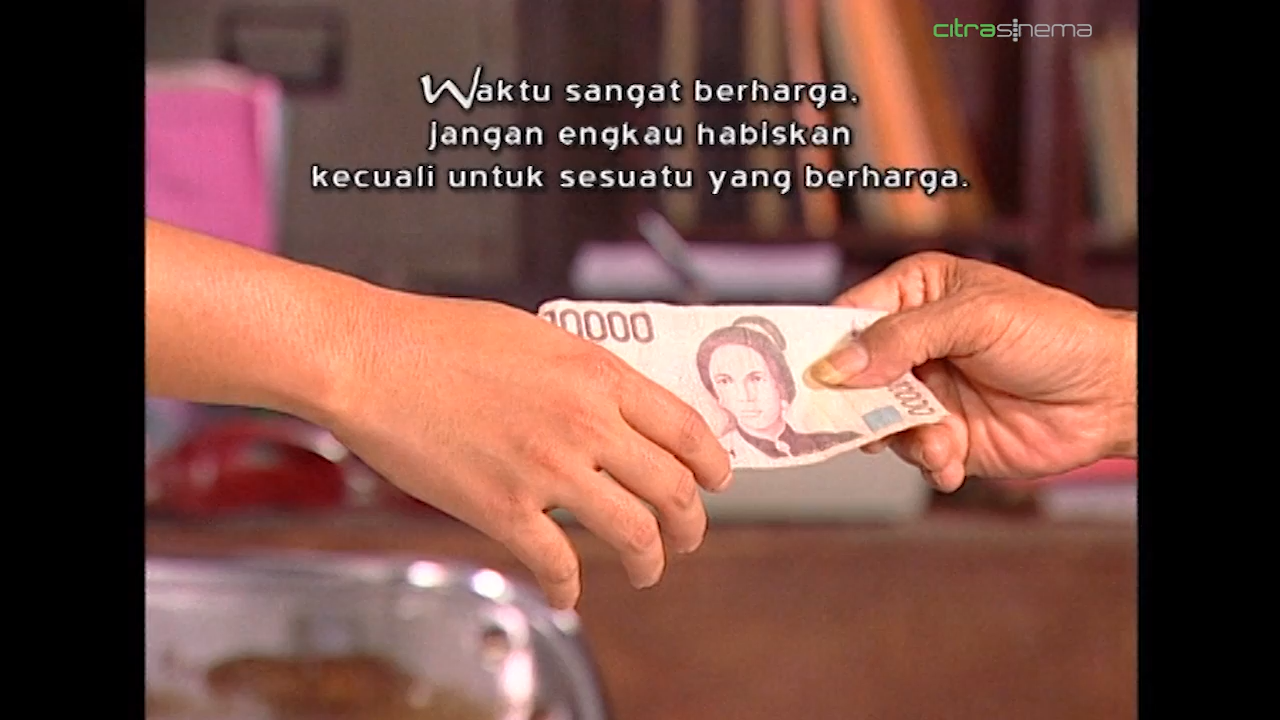 citrasinema
Waktu sangat berharga,
jangan engkau habiskan
kecuali untuk sesuatu yang berharga.
10000
10000